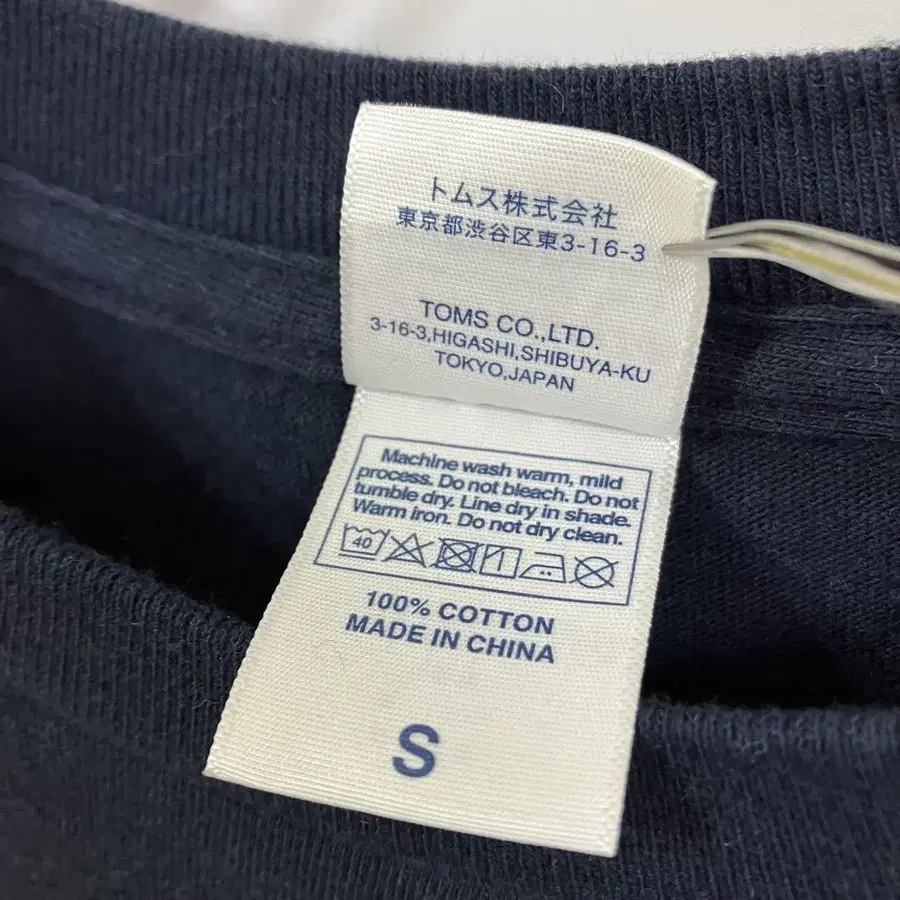 トムス株式会社
東京都渋谷区東3-16-3
TOMS CO.,LTD.
3-16-3,HIGASHI,SHIBUYA-KU
TOKYO,JAPAN
Machine wash warm, mild
process. Do not bleach. Do not
tumble dry. Line dry in shade.
Warm iron. Do not dry clean.
40
100% COTTON
MADE IN CHINA
S